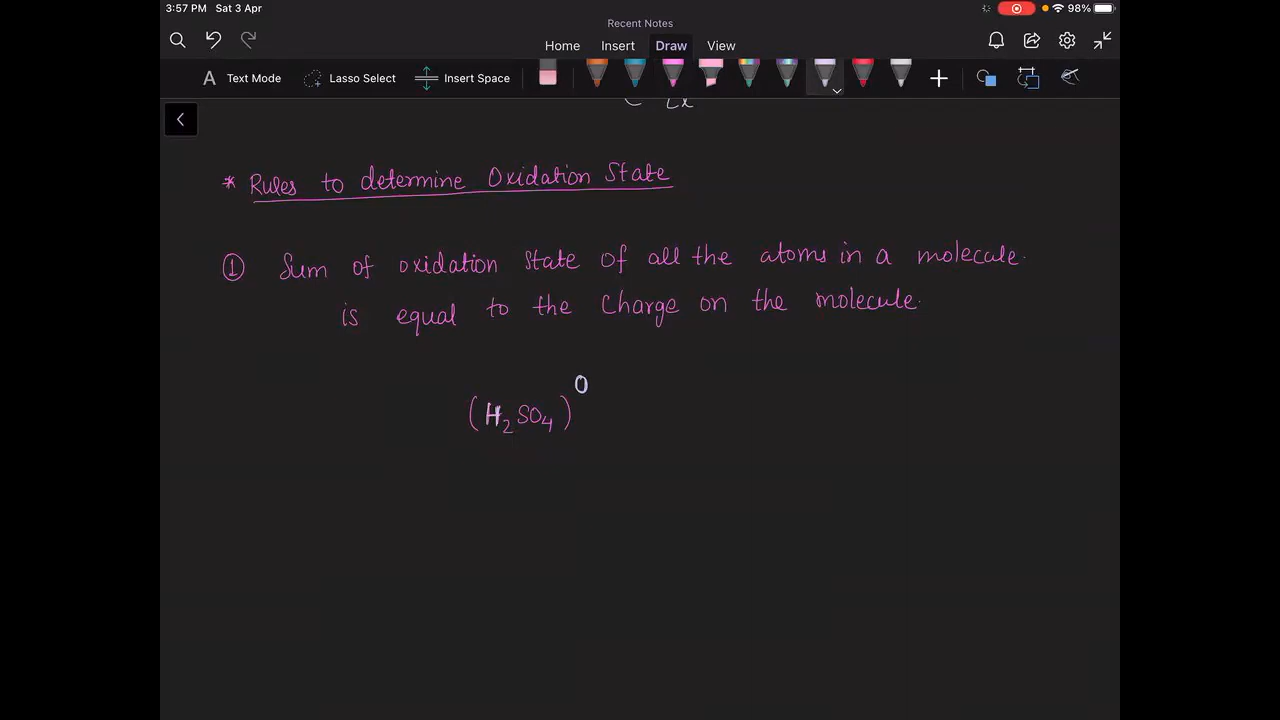 3:57 PM Sat 3 Apr
98%
Recent Notes
Home Insert Draw View
Text Mode Lasso Select Insert Space
* Rules to determine Oxidation State
① Sum of oxidation State of all the atoms in a molecule.
is equal to the Charge on the molecule.
(H₂SO₄)⁰